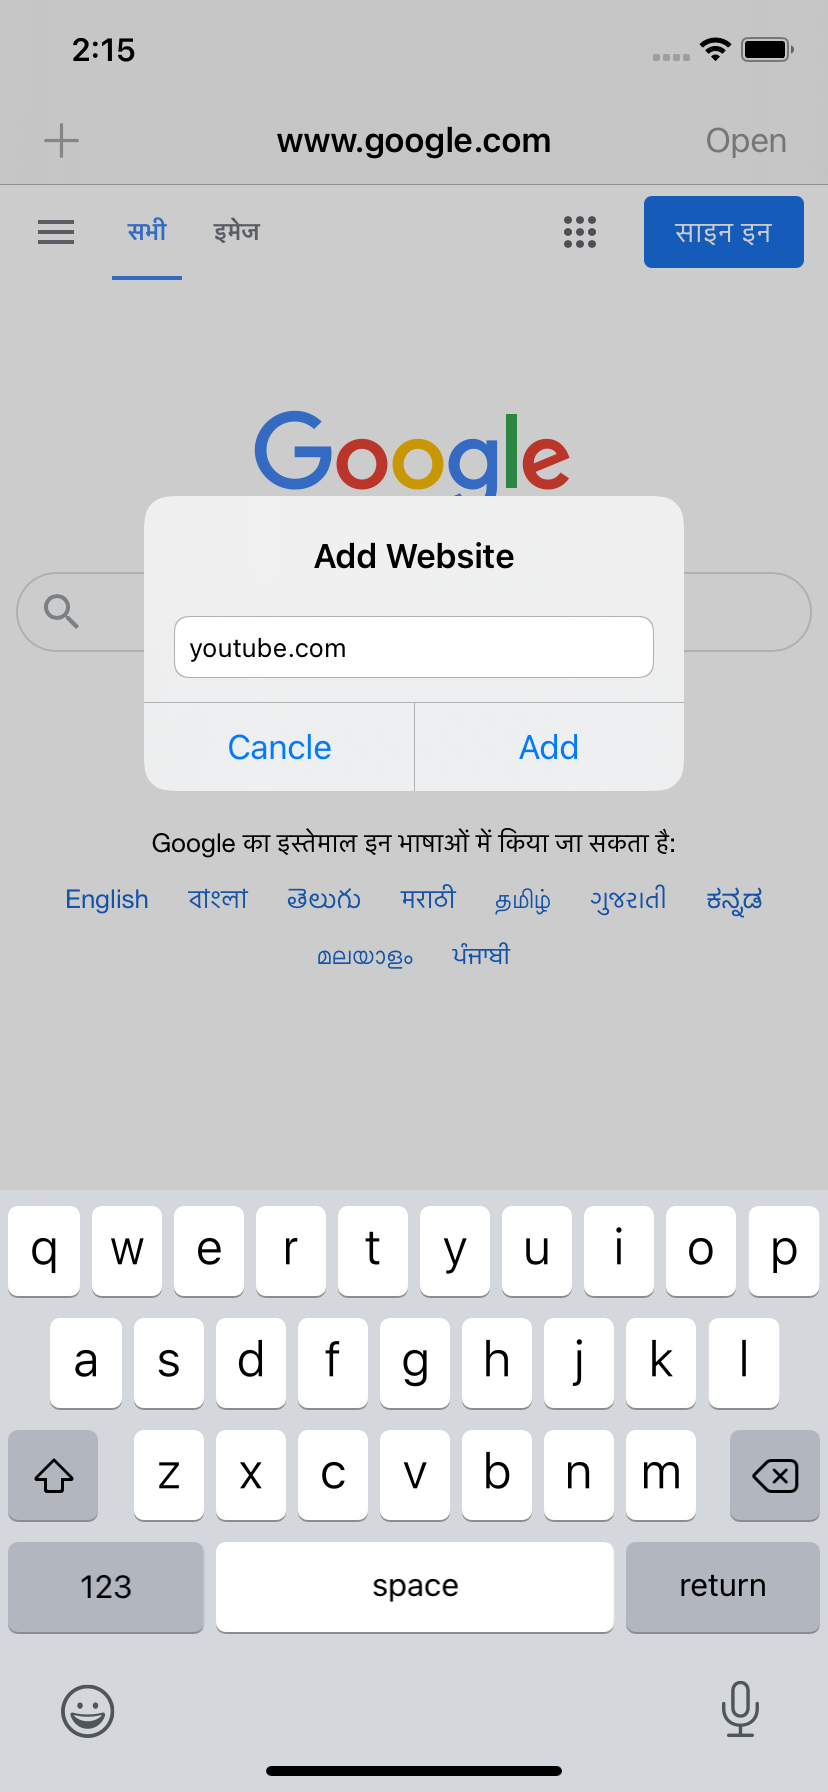 2:15
www.google.com Open
सभी इमेज साइन इन
Google
Add Website
youtube.com
Cancle Add
Google का इस्तेमाल इन भाषाओं में किया जा सकता है:
English বাংলা తెలుగు मराठी தமிழ் ગુજરાતી ಕನ್ನಡ
മലയാളം ਪੰਜਾਬੀ
q w e r t y u i o p
a s d f g h j k l
z x c v b n m
123 space return